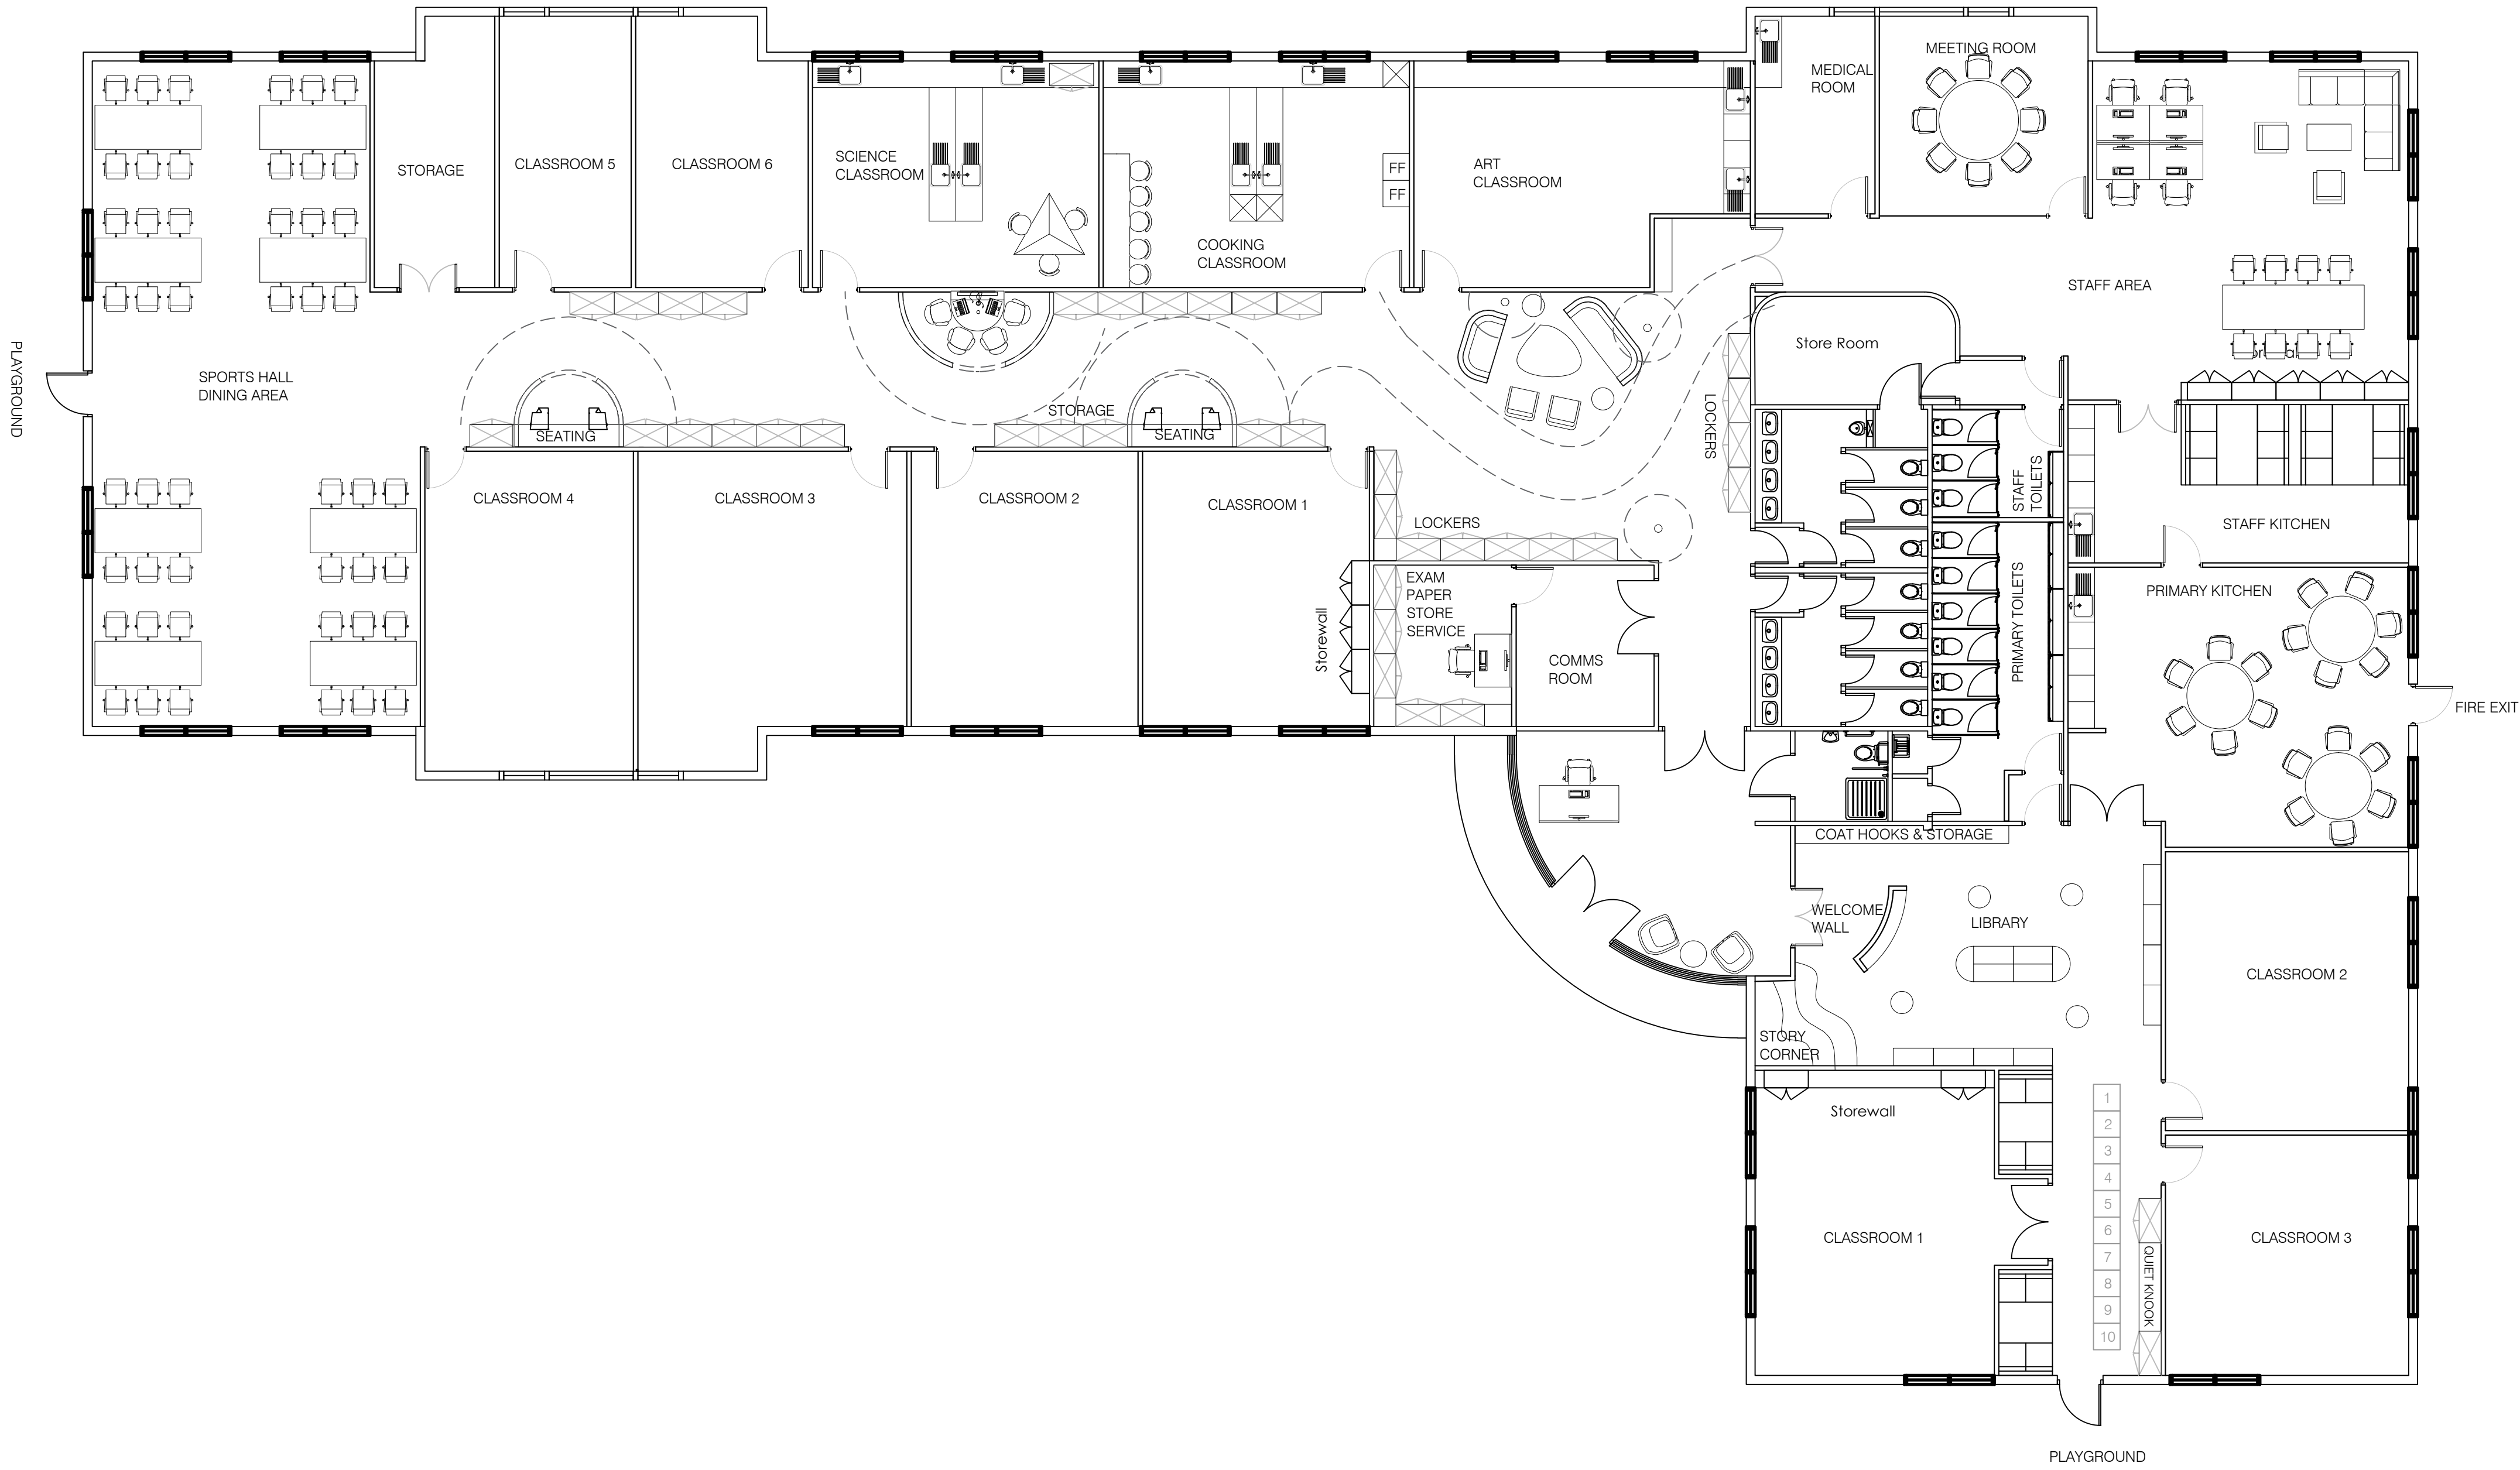 MEETING ROOM
MEDICAL
ROOM
STORAGE
CLASSROOM 5
CLASSROOM 6
SCIENCE
CLASSROOM
FF
FF
ART
CLASSROOM
COOKING
CLASSROOM
STAFF AREA
PLAYGROUND
SPORTS HALL
DINING AREA
Store Room
STORAGE
SEATING
SEATING
LOCKERS
CLASSROOM 4
CLASSROOM 3
CLASSROOM 2
CLASSROOM 1
LOCKERS
STAFF
TOILETS
STAFF KITCHEN
EXAM
PAPER
STORE
SERVICE
Storewall
COMMS
ROOM
PRIMARY TOILETS
PRIMARY KITCHEN
FIRE EXIT
COAT HOOKS & STORAGE
WELCOME
WALL
LIBRARY
CLASSROOM 2
STORY
CORNER
Storewall
1
2
3
4
5
6
7
8
9
10
CLASSROOM 1
QUIET KNOOK
CLASSROOM 3
PLAYGROUND